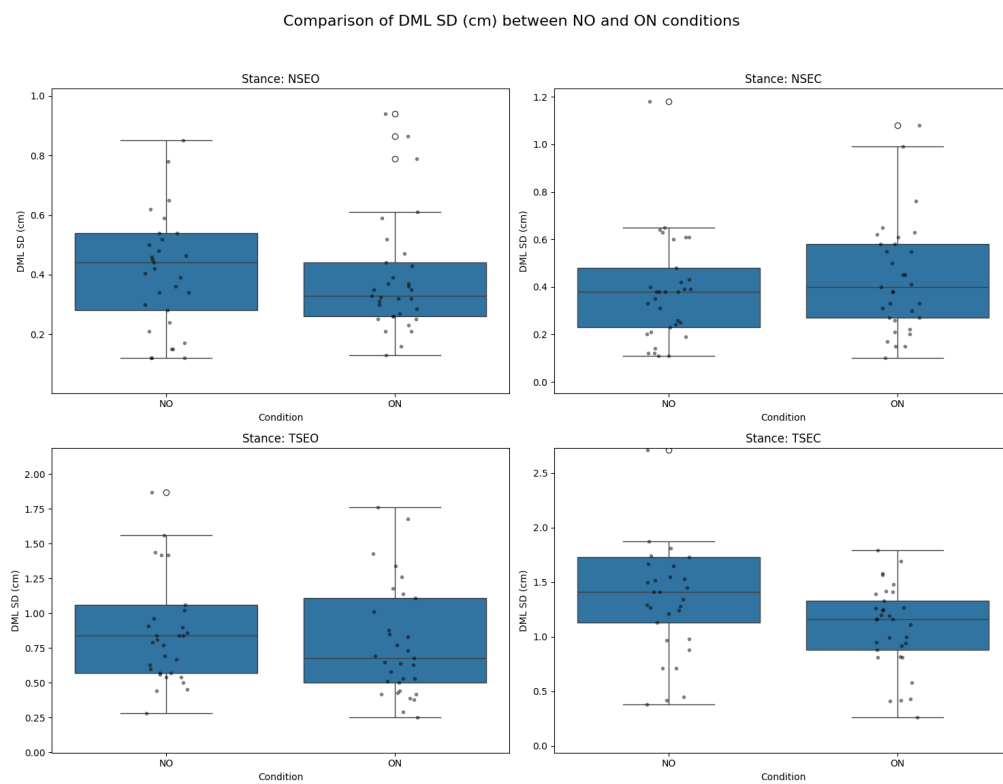 Comparison of DML SD (cm) between NO and ON conditions
Stance: NSEO
1.0
0.8
0.6
0.4
0.2
DML SD (cm)
NO
ON
Condition
Stance: NSEC
1.2
1.0
0.8
0.6
0.4
0.2
0.0
DML SD (cm)
NO
ON
Condition
Stance: TSEO
2.00
1.75
1.50
1.25
1.00
0.75
0.50
0.25
0.00
DML SD (cm)
NO
ON
Condition
Stance: TSEC
2.5
2.0
1.5
1.0
0.5
0.0
DML SD (cm)
NO
ON
Condition